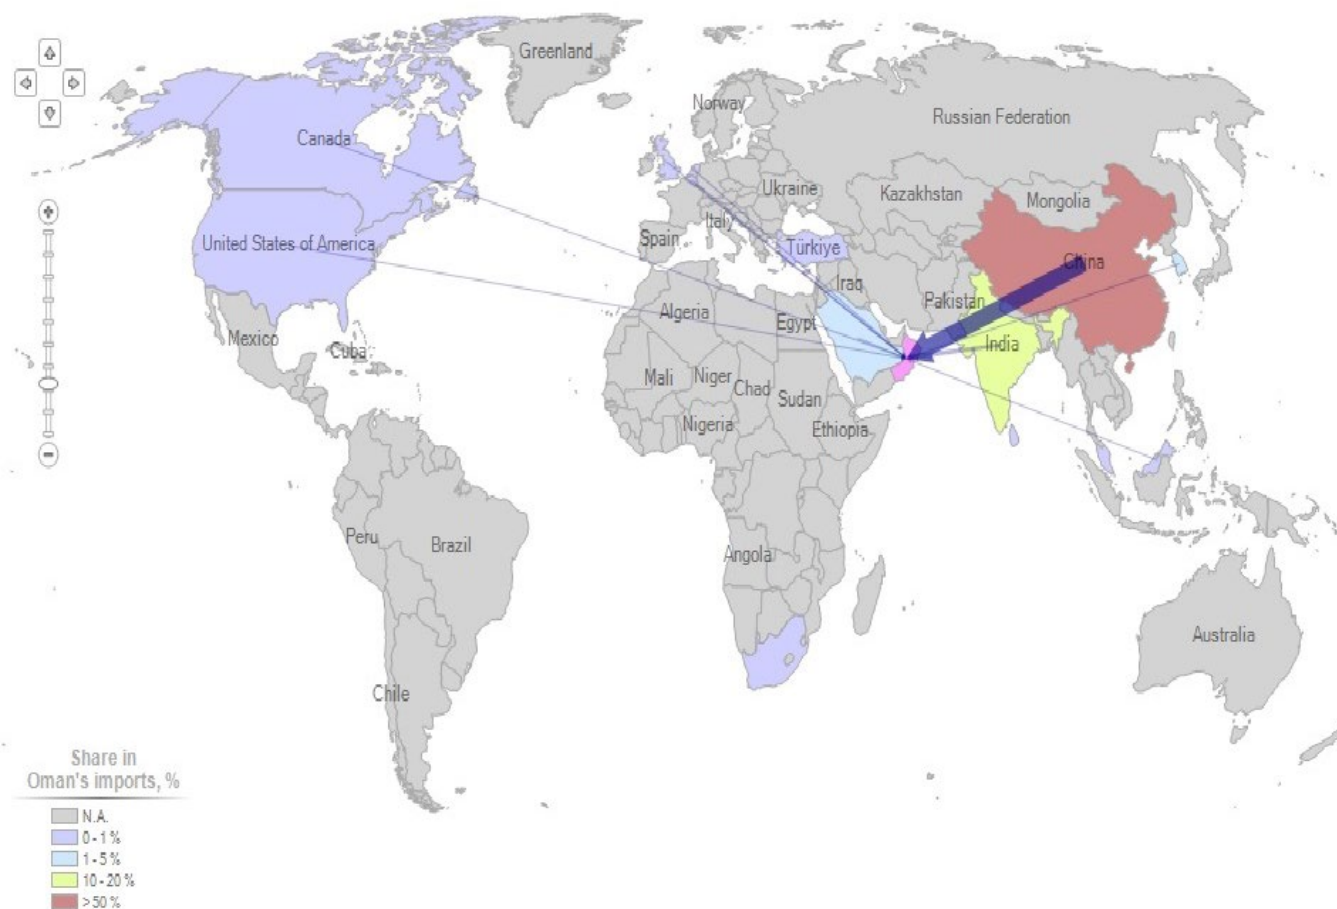 Greenland
Norway
Russian Federation
Canada
Ukraine
Kazakhstan
Mongolia
United States of America
Italy
Spain
Türkiye
China
Iraq
Pakistan
Algeria
Egypt
Mexico
Cuba
India
Mali
Niger
Chad
Sudan
Nigeria
Ethiopia
Peru
Brazil
Angola
Australia
Chile
Share in
Oman's imports, %
N.A.
0 - 1 %
1 - 5 %
10 - 20 %
> 50 %